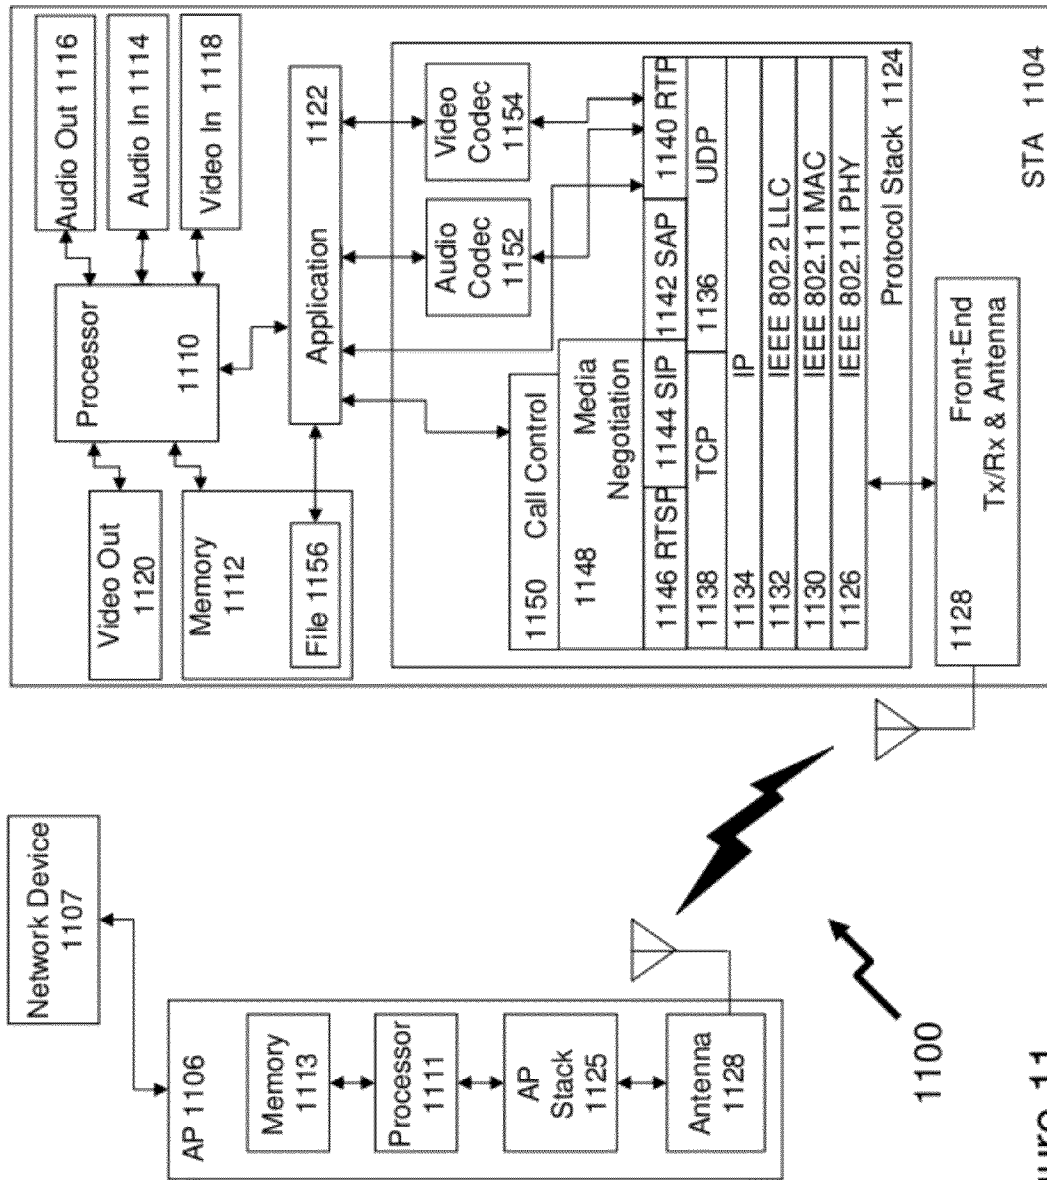 Network Device
1107
AP 1106
Memory
1113
Processor
1111
AP
Stack
1125
Antenna
1128
1100
Video Out
1120
Memory
1112
File 1156
Processor
1110
Audio Out 1116
Audio In 1114
Video In 1118
Application 1122
1150 Call Control
1148 Media
Negotiation
Audio
Codec
1152
Video
Codec
1154
1146 RTSP
1144 SIP
1142 SAP
1140 RTP
1138 TCP
1136 UDP
1134 IP
1132 IEEE 802.2 LLC
1130 IEEE 802.11 MAC
1126 IEEE 802.11 PHY
Protocol Stack 1124
1128 Front-End
Tx/Rx & Antenna
STA 1104